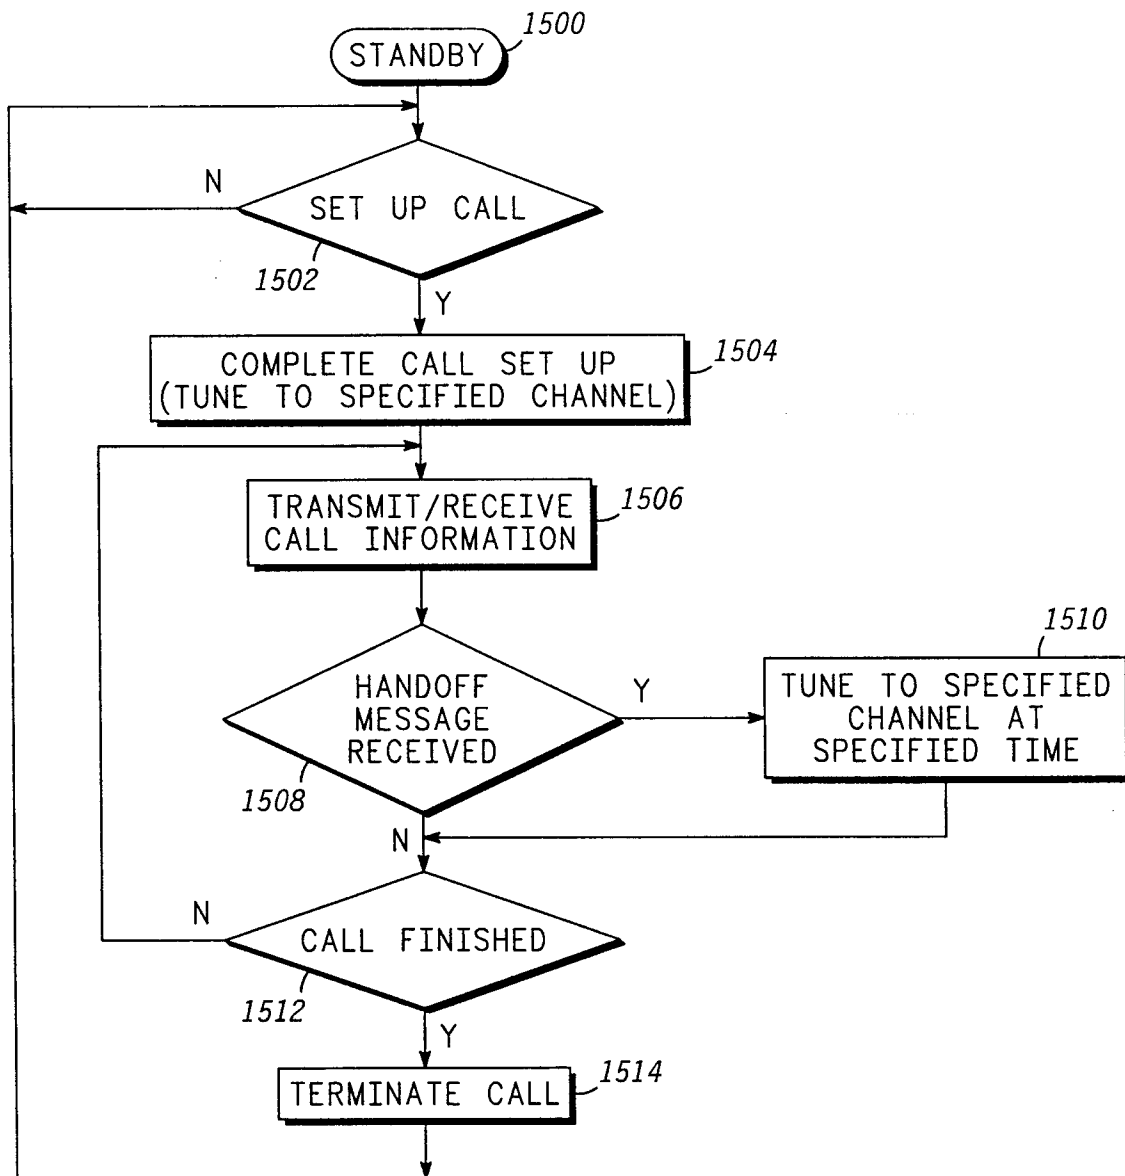 1500
STANDBY
N
SET UP CALL
1502
Y
COMPLETE CALL SET UP
(TUNE TO SPECIFIED CHANNEL)
1504
TRANSMIT/RECEIVE
CALL INFORMATION
1506
HANDOFF
MESSAGE
RECEIVED
1508
Y
1510
TUNE TO SPECIFIED
CHANNEL AT
SPECIFIED TIME
N
N
CALL FINISHED
1512
Y
TERMINATE CALL
1514